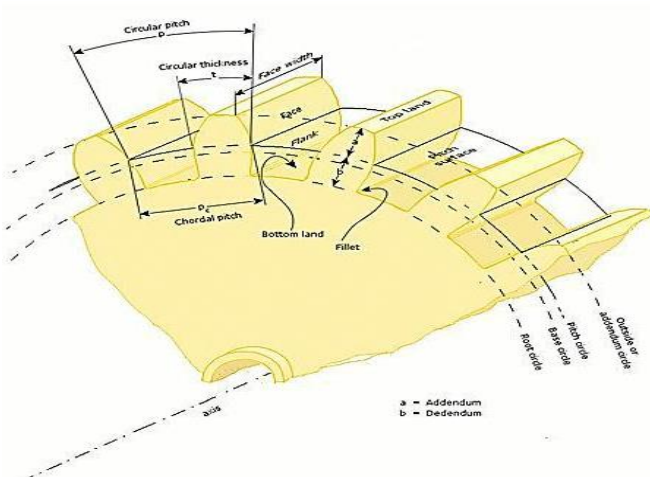 Circular pitch
p
Circular thickness
t
Face width
Face
Flank
Top land
a
b
Pitch surface
Pc
Chordal pitch
Bottom land
Fillet
Outside or
addendum circle
Pitch circle
Base circle
Root circle
axis
a = Addendum
b = Dedendum